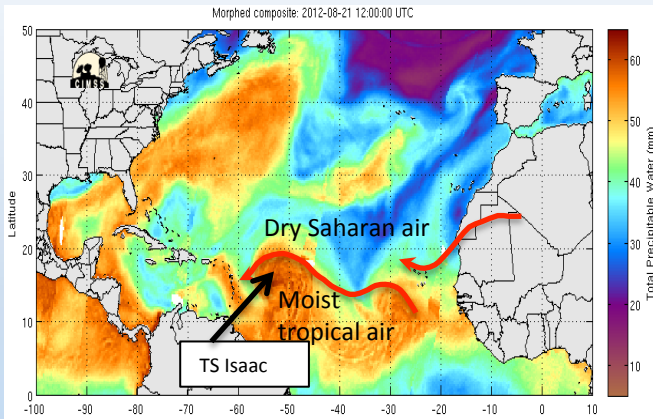 Morphed composite: 2012-08-21 12:00:00 UTC
CIMSS
50
40
30
20
10
0
Latitude
-100 -90 -80 -70 -60 -50 -40 -30 -20 -10 0 10
Dry Saharan air
Moist
tropical air
TS Isaac
60
50
40
30
20
10
Total Precipitable Water (mm)